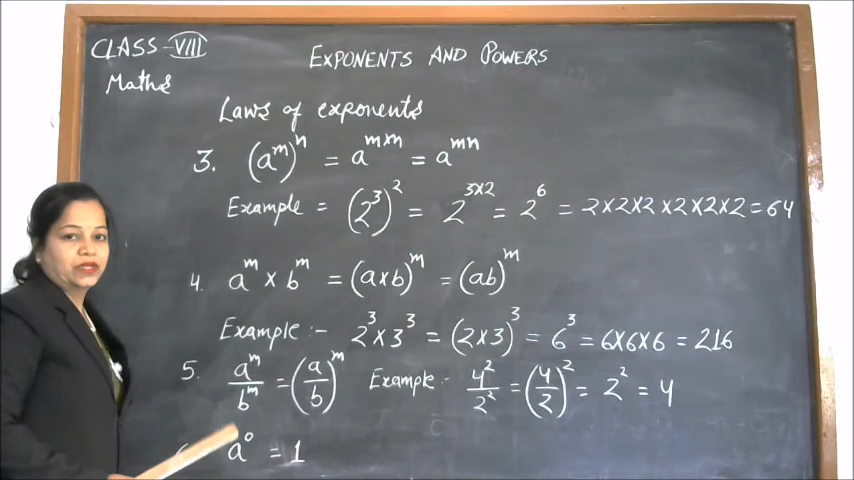 CLASS-VIII
EXPONENTS AND POWERS
Maths
Laws of exponents
3. (a^m)^n = a^{m×n} = a^{mn}
Example = (2^3)^2 = 2^{3×2} = 2^6 = 2×2×2×2×2×2 = 64
4. a^m × b^m = (a×b)^m = (ab)^m
Example :- 2^3 × 3^3 = (2×3)^3 = 6^3 = 6×6×6 = 216
5. a^m/b^m = (a/b)^m Example :- 4^2/2^2 = (4/2)^2 = 2^2 = 4
a^0 = 1